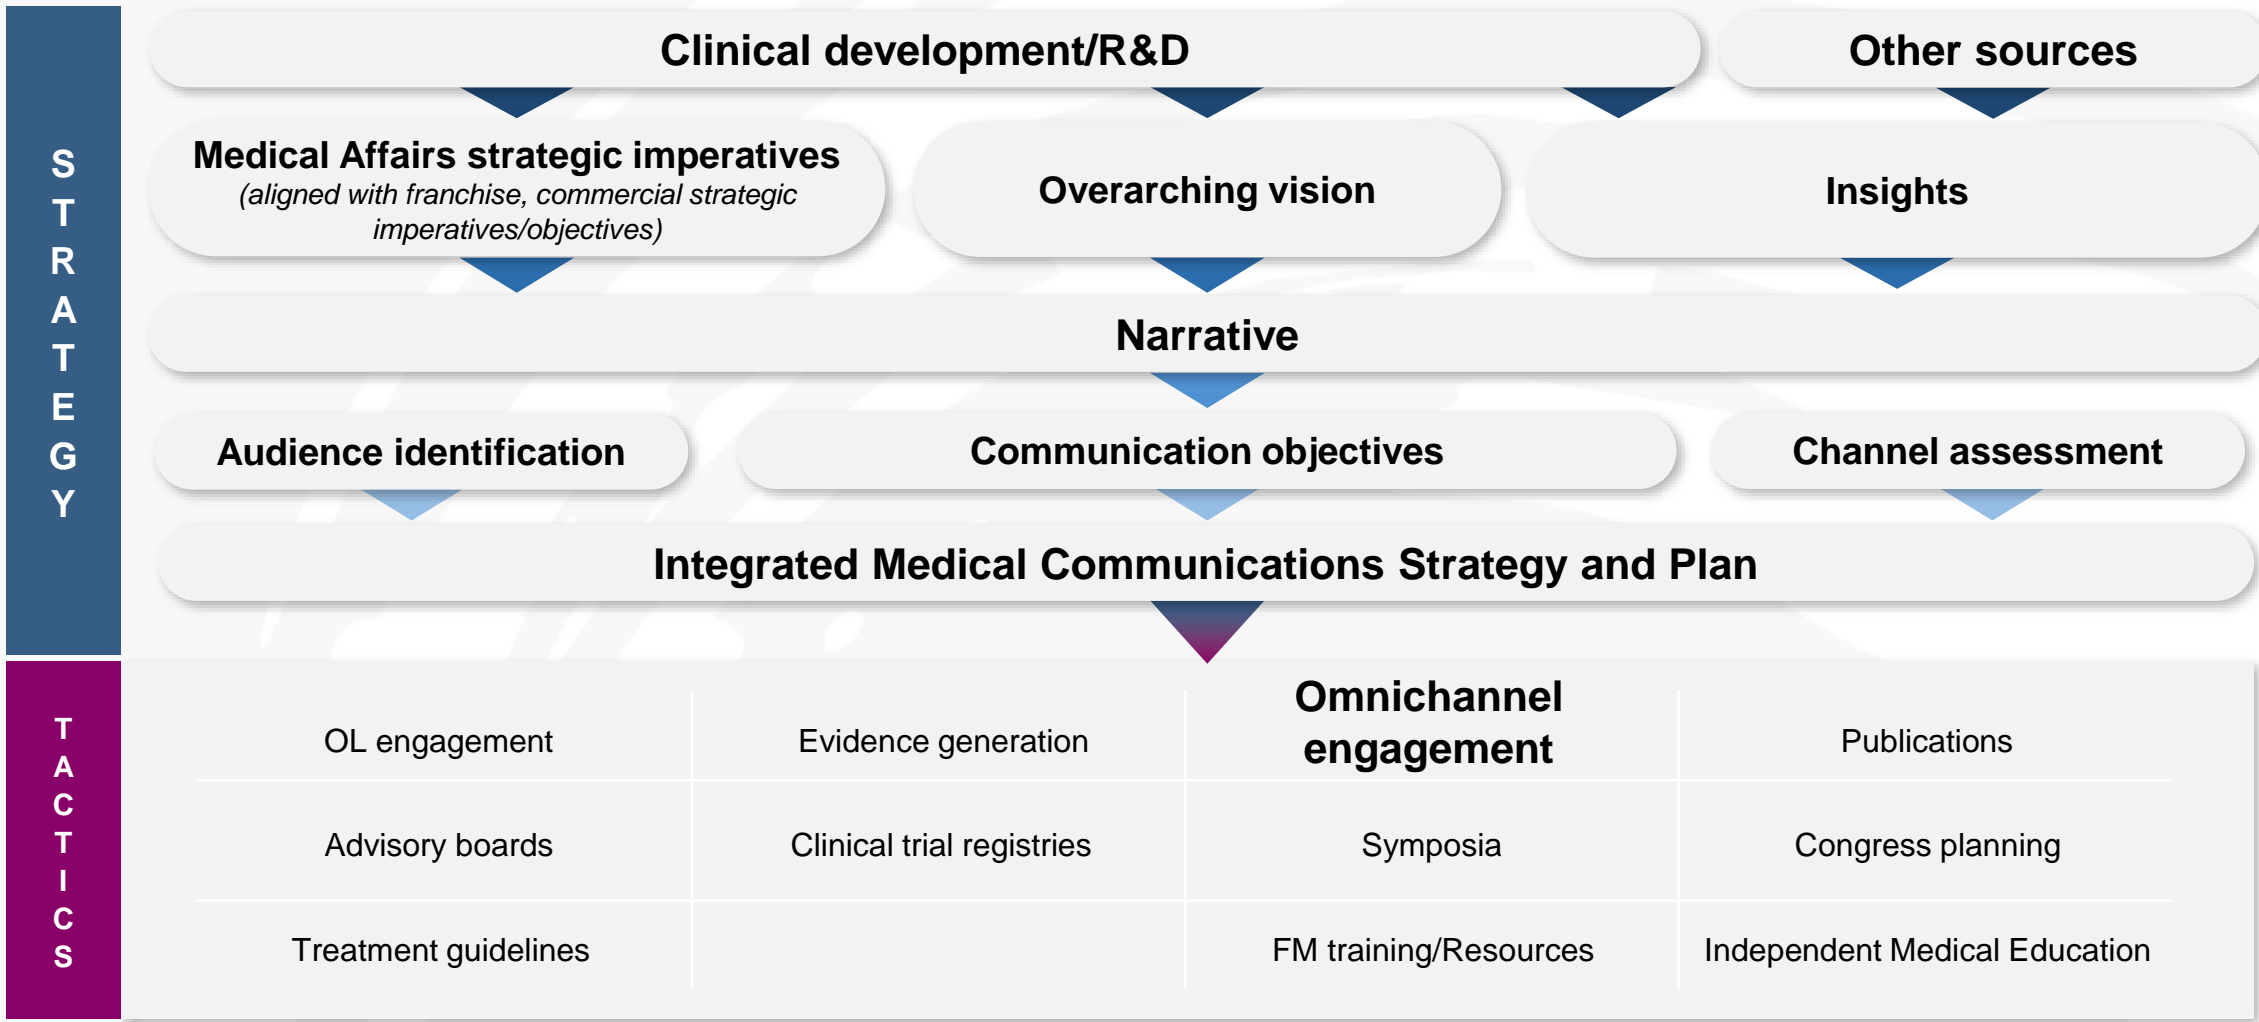 STRATEGY
Clinical development/R&D
Other sources
Medical Affairs strategic imperatives
(aligned with franchise, commercial strategic
imperatives/objectives)
Overarching vision
Insights
Narrative
Audience identification
Communication objectives
Channel assessment
Integrated Medical Communications Strategy and Plan
TACTICS
OL engagement
Evidence generation
Omnichannel
engagement
Publications
Advisory boards
Clinical trial registries
Symposia
Congress planning
Treatment guidelines
FM training/Resources
Independent Medical Education